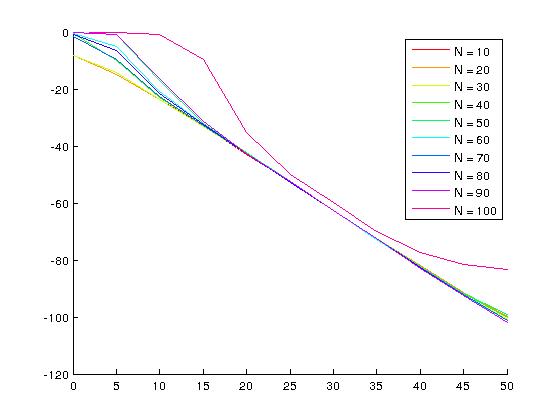 0
-20
-40
-60
-80
-100
-120
0 5 10 15 20 25 30 35 40 45 50
N = 10
N = 20
N = 30
N = 40
N = 50
N = 60
N = 70
N = 80
N = 90
N = 100